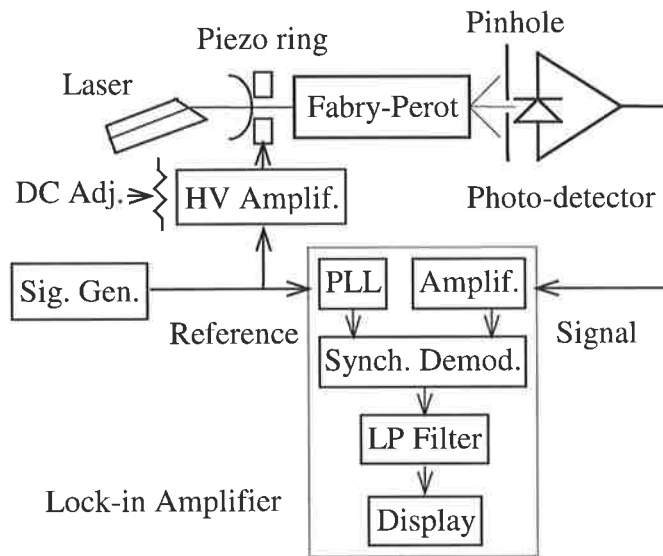 Piezo ring
Pinhole
Laser
Fabry-Perot
DC Adj.
HV Amplif.
Photo-detector
Sig. Gen.
PLL
Amplif.
Reference
Signal
Synch. Demod.
LP Filter
Lock-in Amplifier
Display